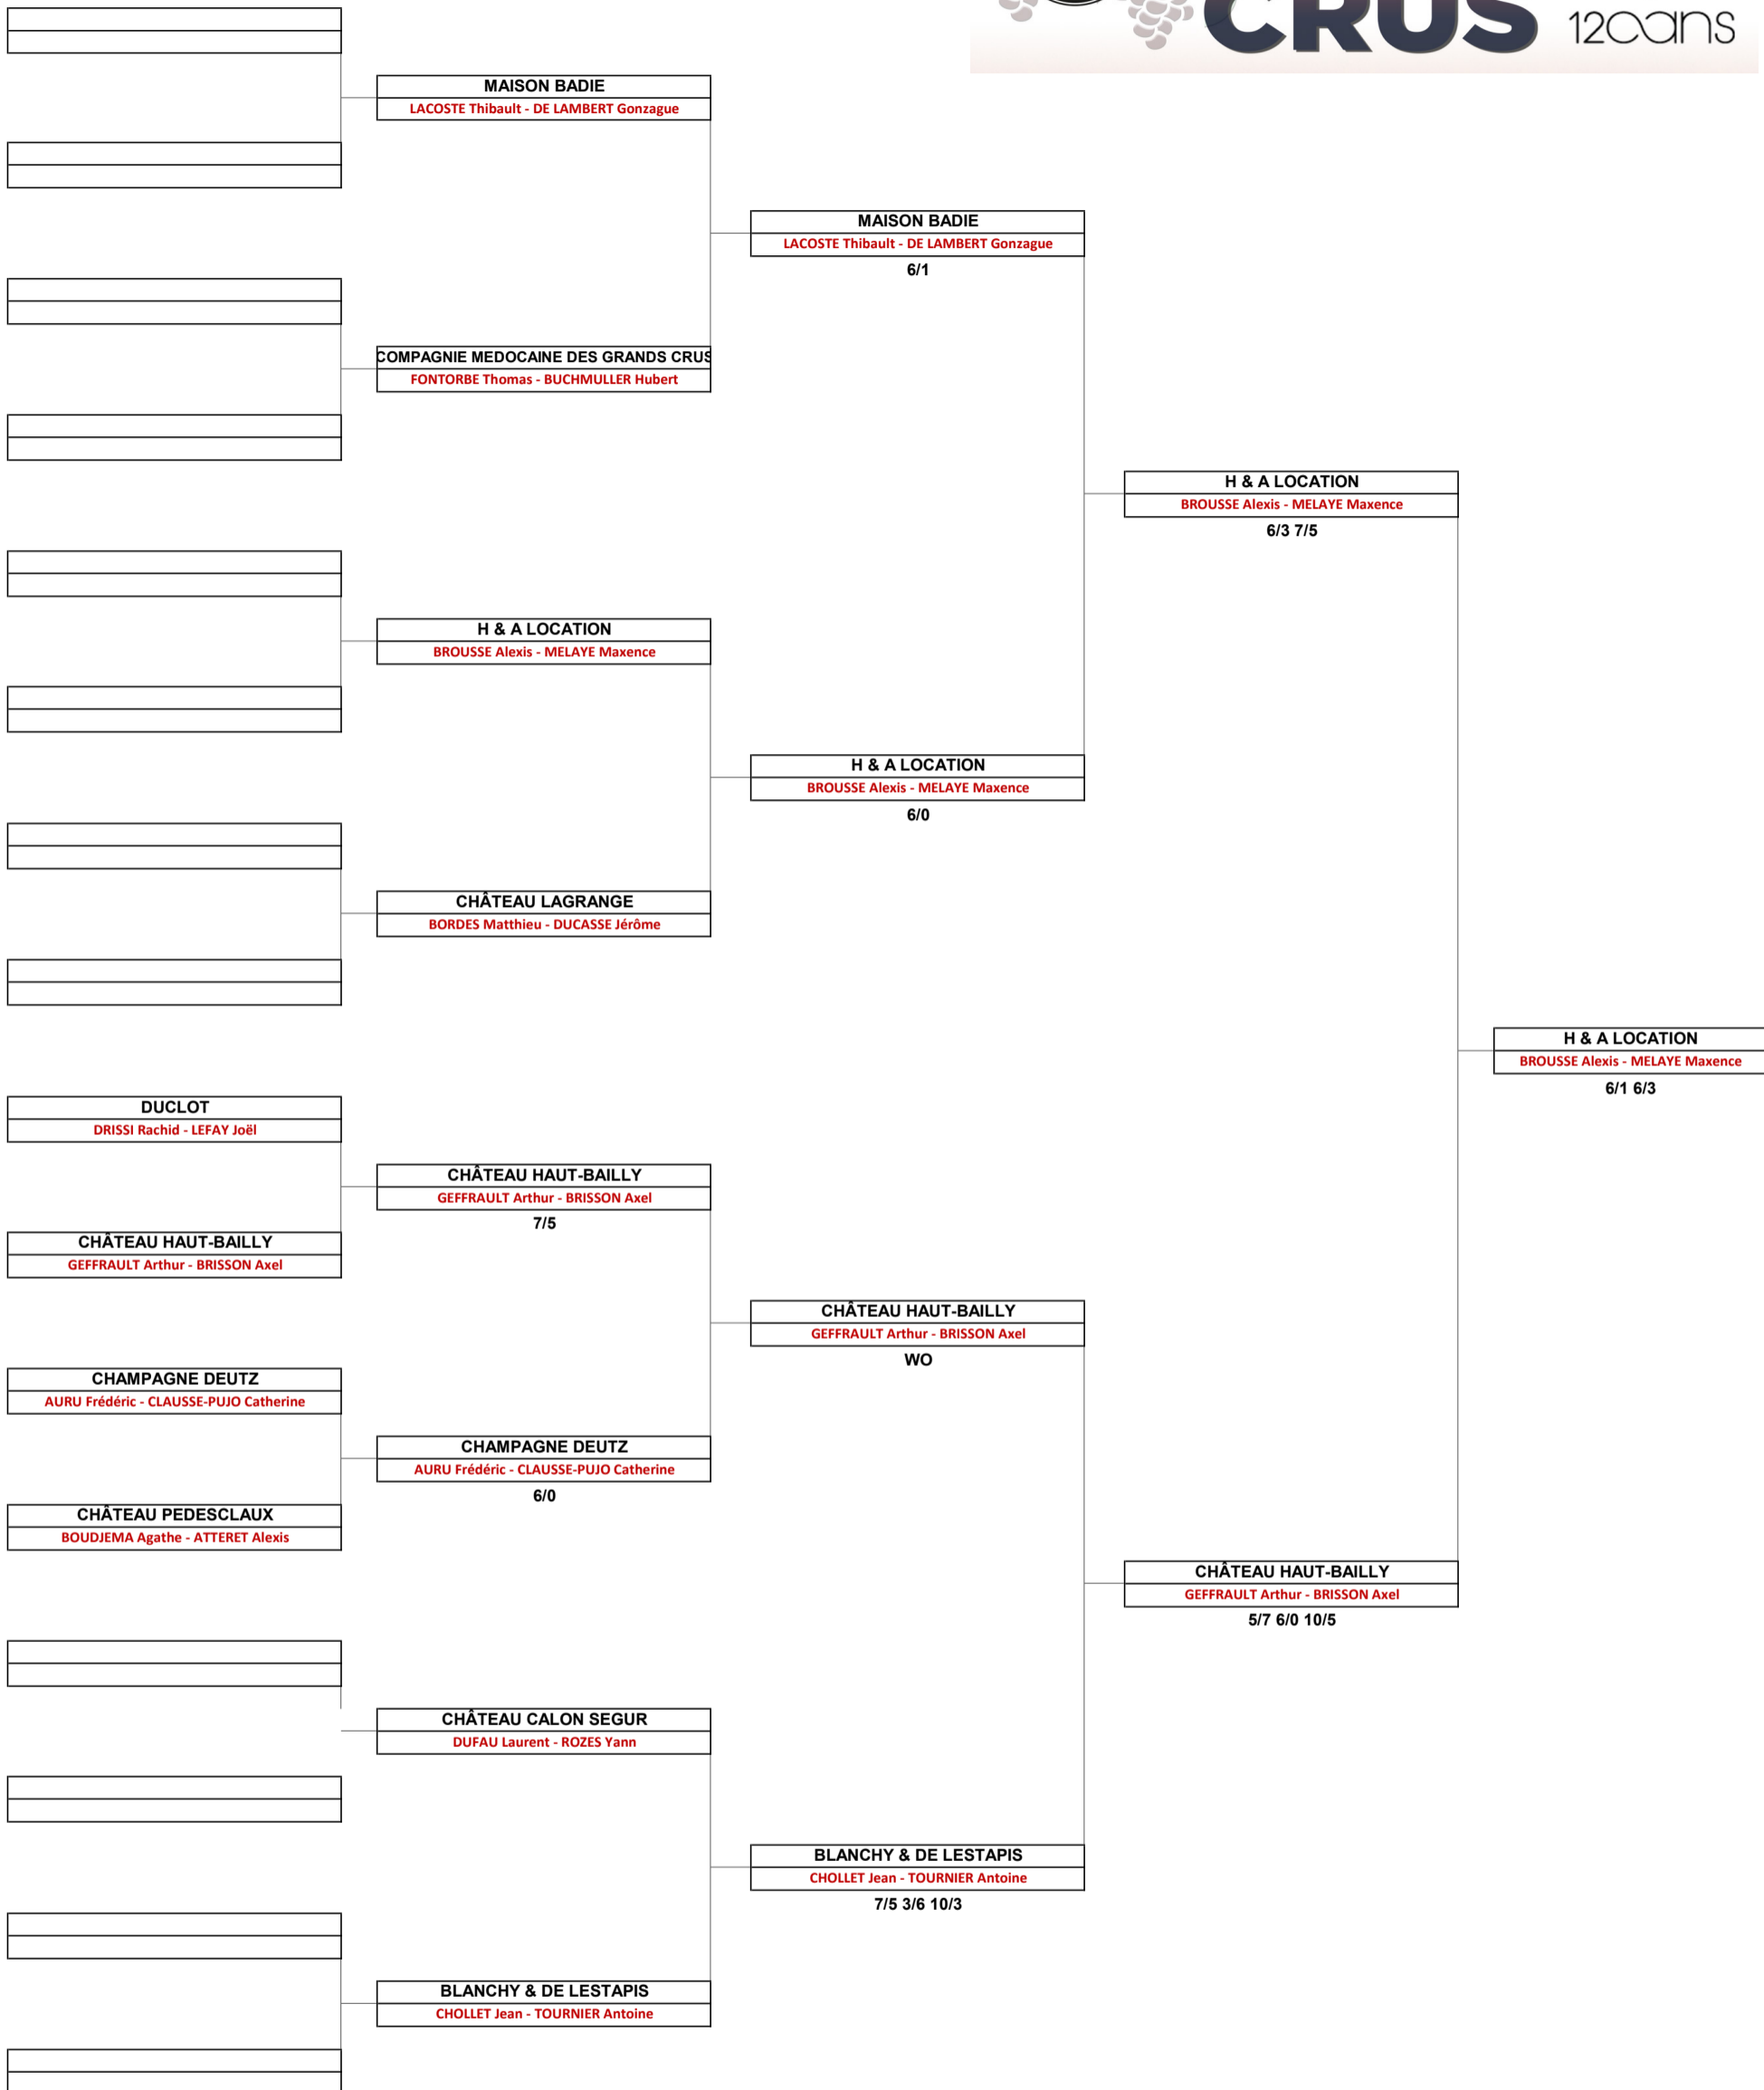 CRUS 120ans
MAISON BADIE
LACOSTE Thibault - DE LAMBERT Gonzague
MAISON BADIE
LACOSTE Thibault - DE LAMBERT Gonzague
6/1
COMPAGNIE MEDOCAINE DES GRANDS CRUS
FONTORBE Thomas - BUCHMULLER Hubert
H & A LOCATION
BROUSSE Alexis - MELAYE Maxence
6/3 7/5
H & A LOCATION
BROUSSE Alexis - MELAYE Maxence
H & A LOCATION
BROUSSE Alexis - MELAYE Maxence
6/0
CHÂTEAU LAGRANGE
BORDES Matthieu - DUCASSE Jérôme
H & A LOCATION
BROUSSE Alexis - MELAYE Maxence
6/1 6/3
DUCLOT
DRISSI Rachid - LEFAY Joël
CHÂTEAU HAUT-BAILLY
GEFFRAULT Arthur - BRISSON Axel
7/5
CHÂTEAU HAUT-BAILLY
GEFFRAULT Arthur - BRISSON Axel
CHÂTEAU HAUT-BAILLY
GEFFRAULT Arthur - BRISSON Axel
WO
CHAMPAGNE DEUTZ
AURU Frédéric - CLAUSSE-PUJO Catherine
CHAMPAGNE DEUTZ
AURU Frédéric - CLAUSSE-PUJO Catherine
6/0
CHÂTEAU PEDESCLAUX
BOUDJEMA Agathe - ATTERET Alexis
CHÂTEAU HAUT-BAILLY
GEFFRAULT Arthur - BRISSON Axel
5/7 6/0 10/5
CHÂTEAU CALON SEGUR
DUFAU Laurent - ROZES Yann
BLANCHY & DE LESTAPIS
CHOLLET Jean - TOURNIER Antoine
7/5 3/6 10/3
BLANCHY & DE LESTAPIS
CHOLLET Jean - TOURNIER Antoine